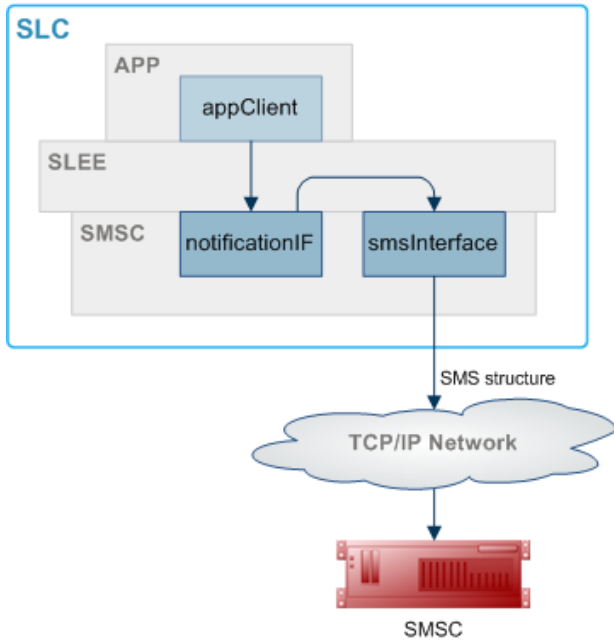 SLC
APP
appClient
SLEE
SMSC
notificationIF
smsInterface
SMS structure
TCP/IP Network
SMSC